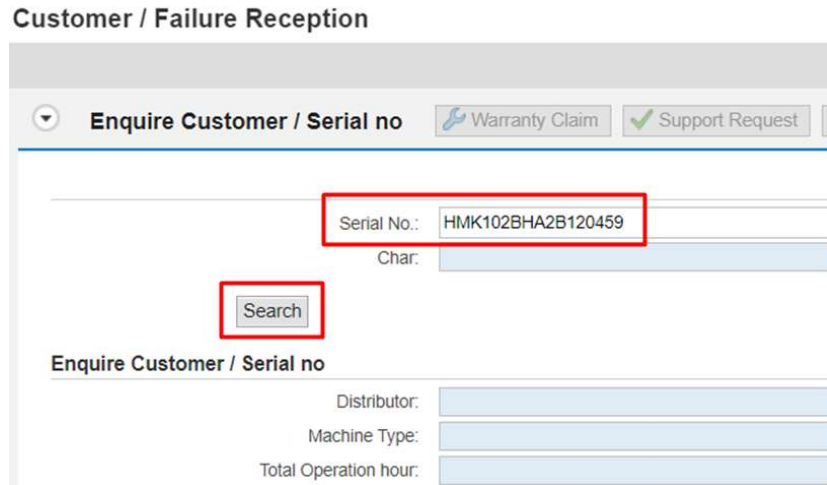 Customer / Failure Reception
Enquire Customer / Serial no Warranty Claim Support Request
Serial No.: HMK102BHA2B120459
Char:
Search
Enquire Customer / Serial no
Distributor:
Machine Type:
Total Operation hour: